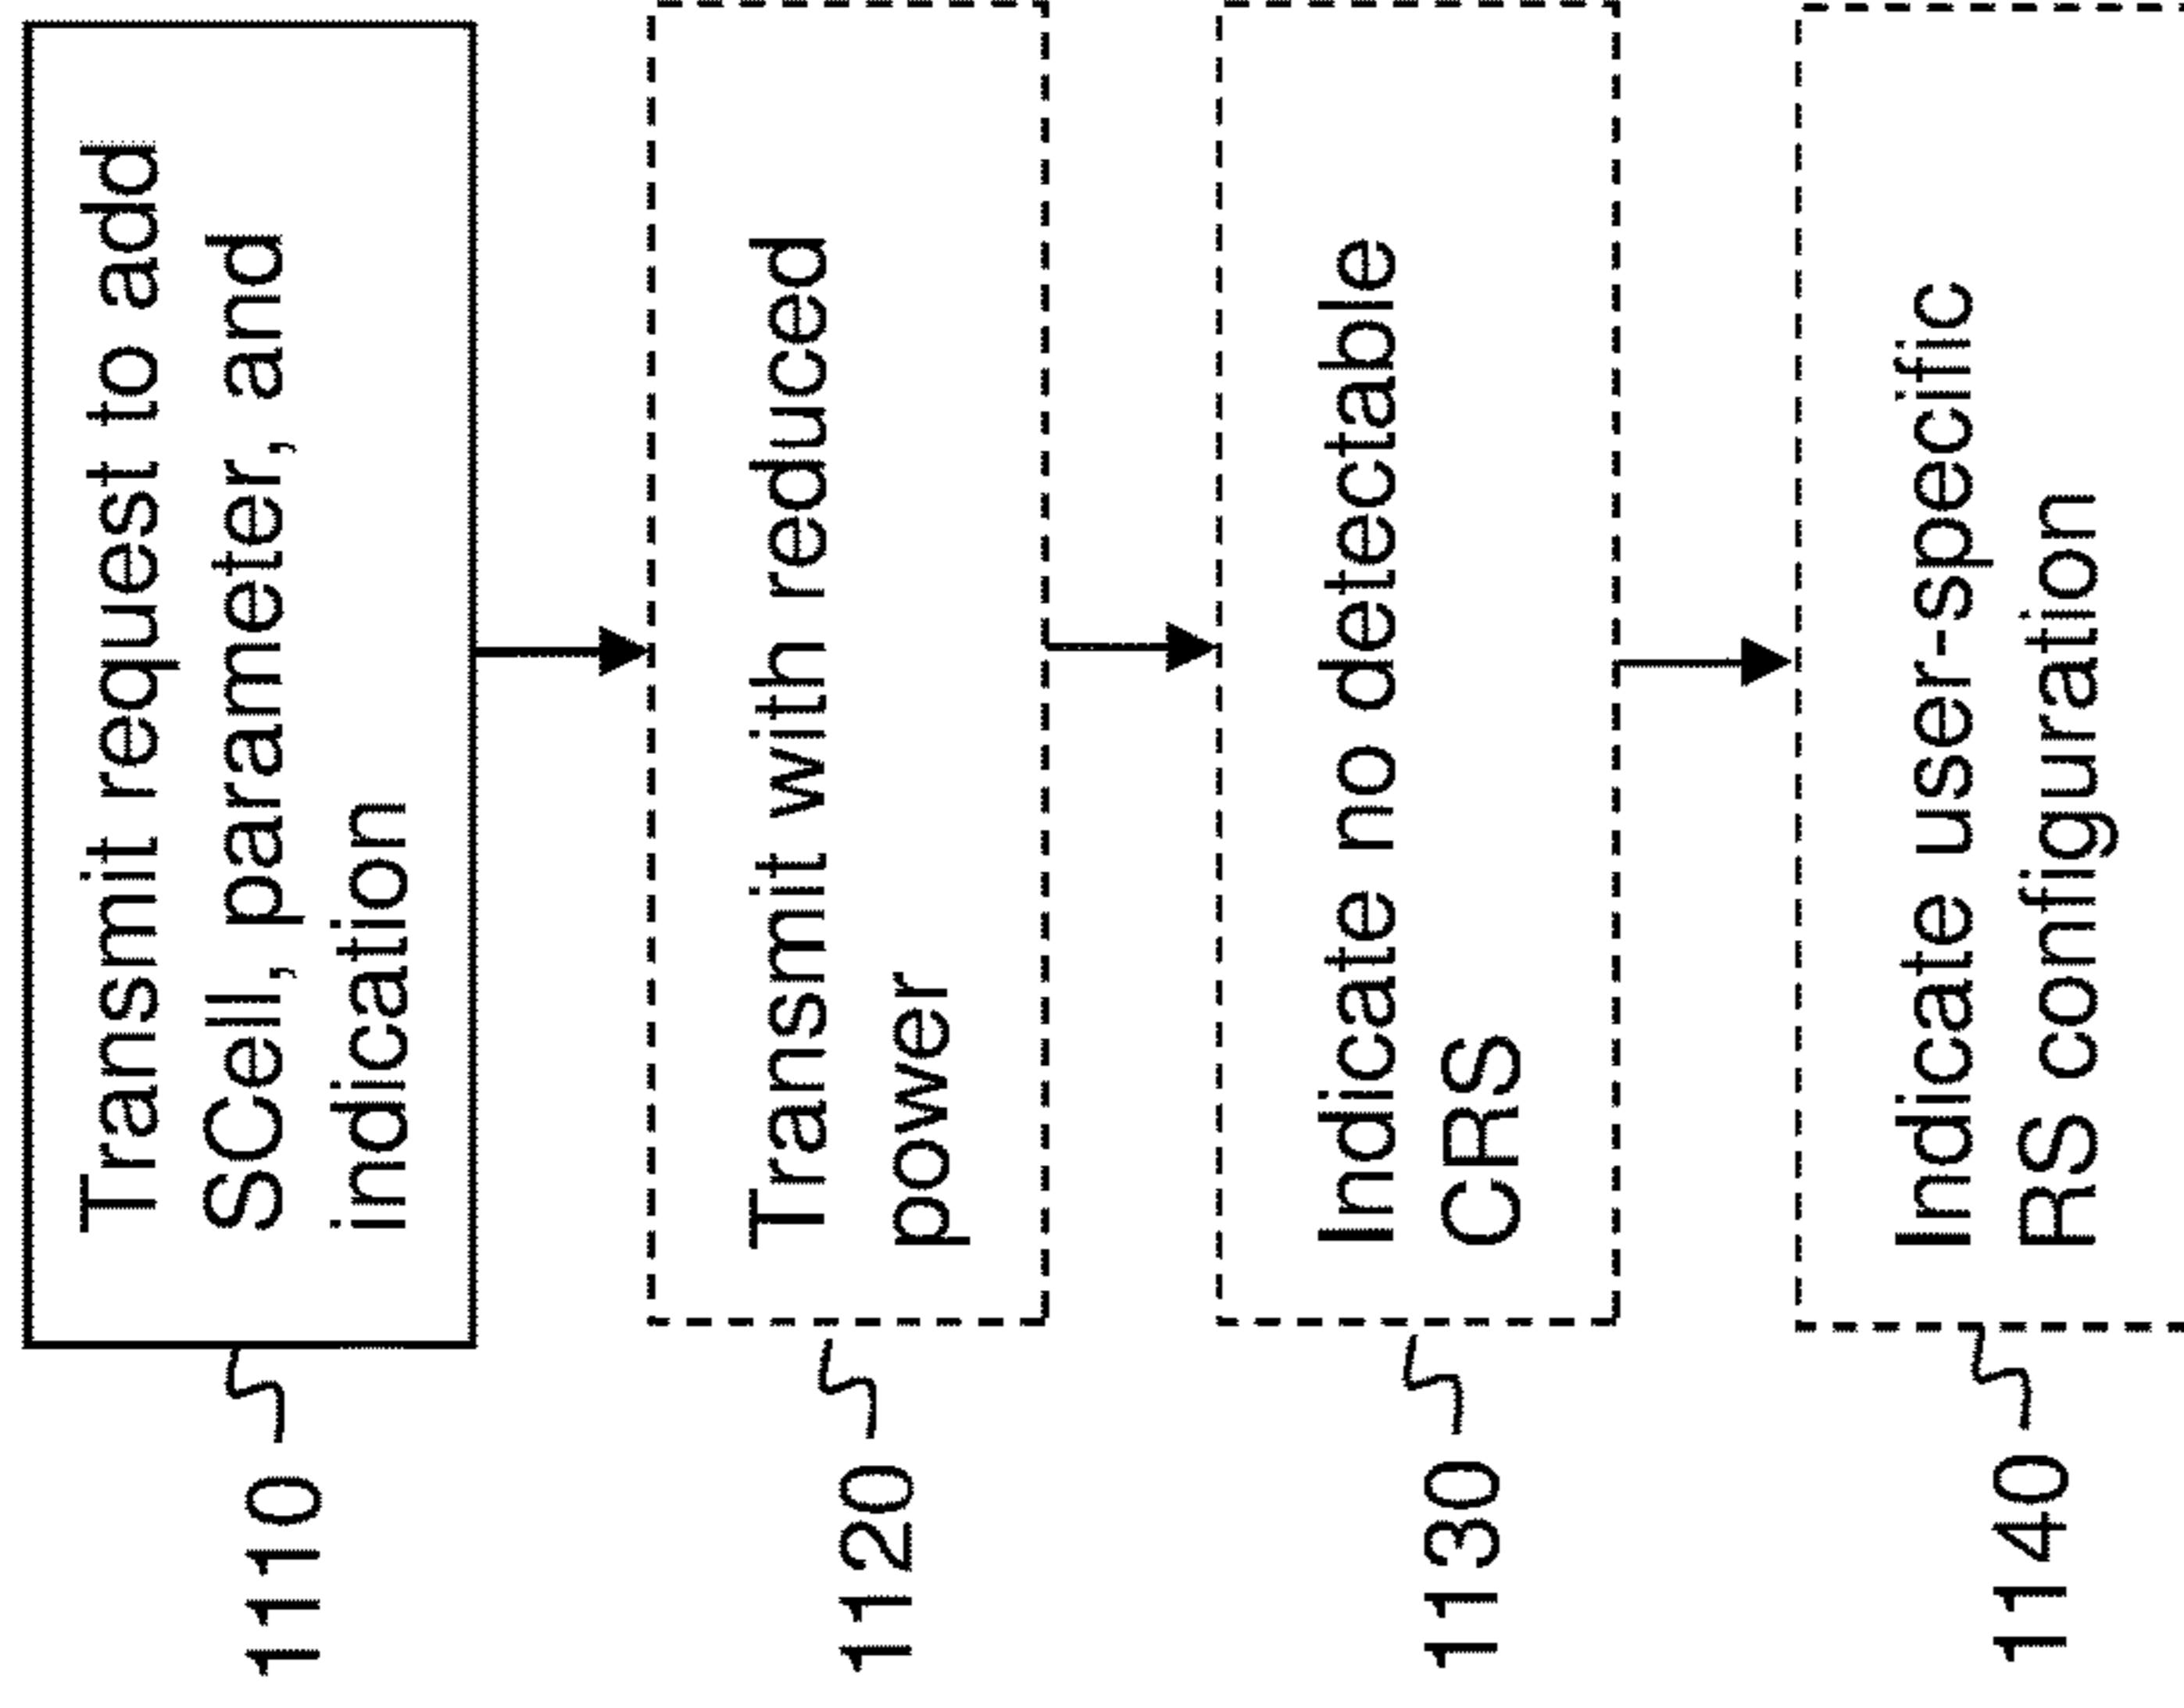 1110
Transmit request to add
SCell, parameter, and
indication
1120
Transmit with reduced
power
1130
Indicate no detectable
CRS
1140
Indicate user-specific
RS configuration